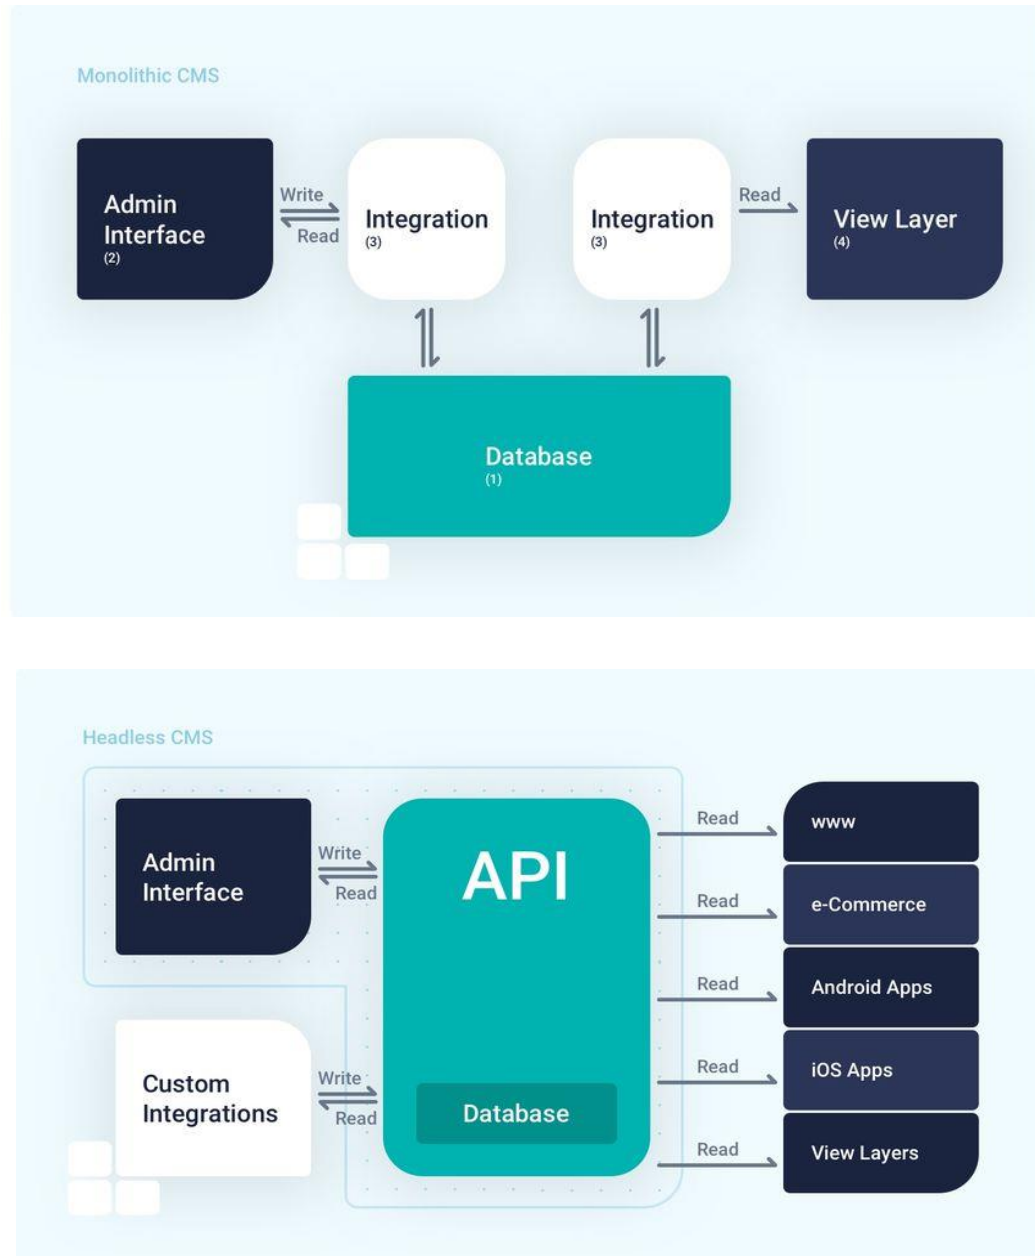 Monolithic CMS
Admin
Interface
(2)
Write
Read
Integration
(3)
Integration
(3)
Read
View Layer
(4)
Database
(1)
Headless CMS
Admin
Interface
Write
Read
API
Custom
Integrations
Write
Read
Database
Read
www
Read
e-Commerce
Read
Android Apps
Read
iOS Apps
Read
View Layers